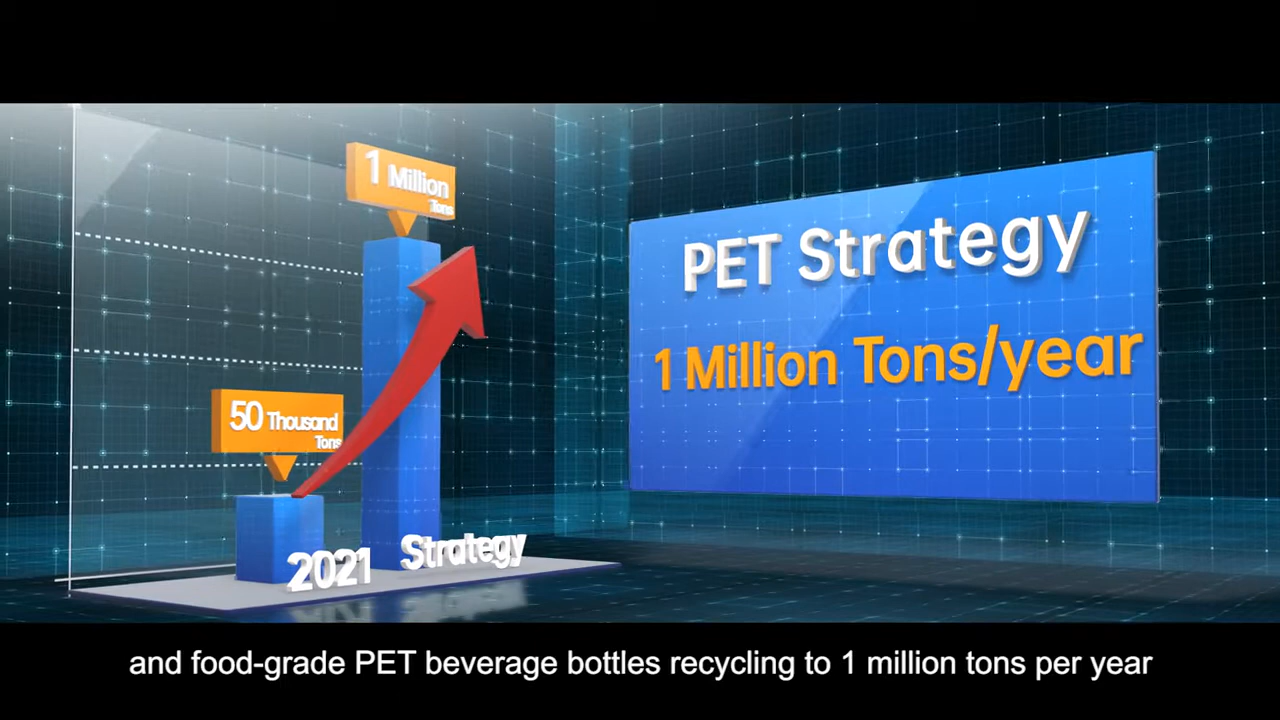 1 Million
Tons
50 Thousand
Tons
2021
Strategy
PET Strategy
1 Million Tons/year
and food-grade PET beverage bottles recycling to 1 million tons per year